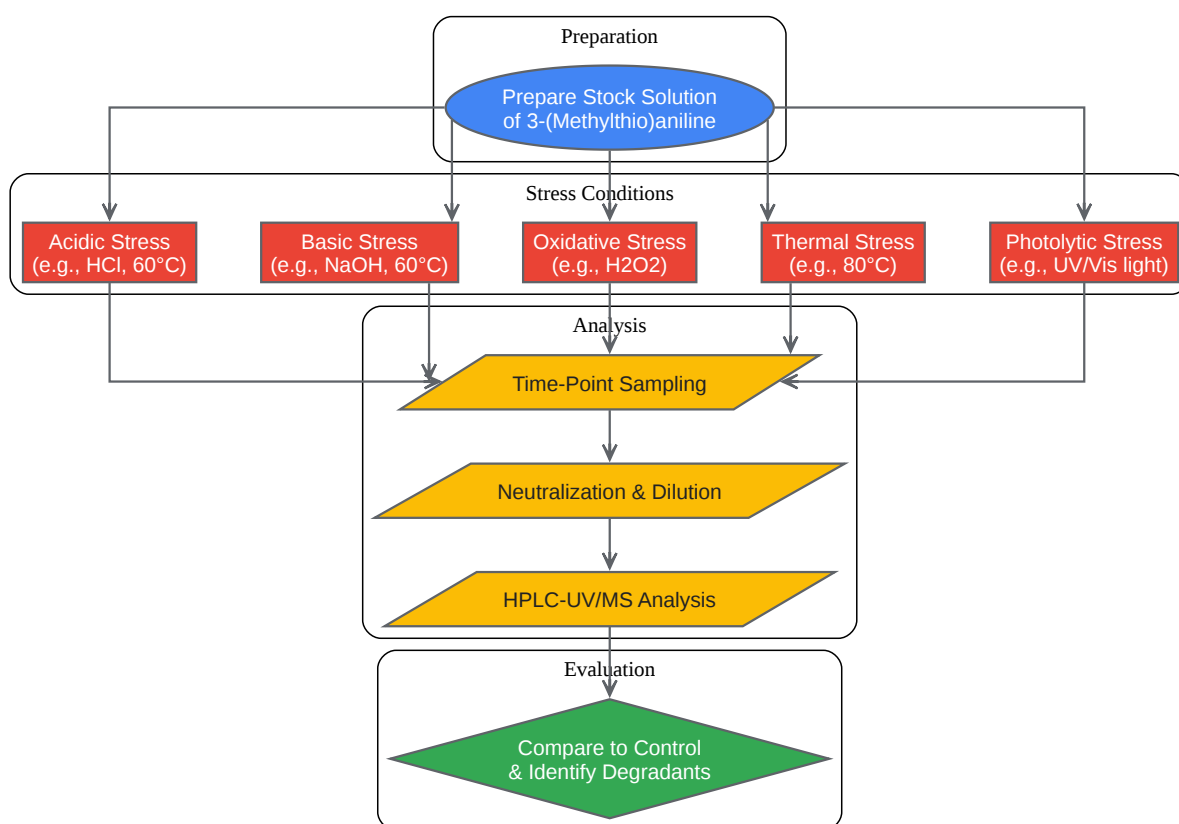 Preparation
Prepare Stock Solution
of 3-(Methylthio)aniline
Stress Conditions
Acidic Stress
(e.g., HCl, 60°C)
Basic Stress
(e.g., NaOH, 60°C)
Oxidative Stress
(e.g., H2O2)
Thermal Stress
(e.g., 80°C)
Photolytic Stress
(e.g., UV/Vis light)
Analysis
Time-Point Sampling
Neutralization & Dilution
HPLC-UV/MS Analysis
Evaluation
Compare to Control
& Identify Degradants